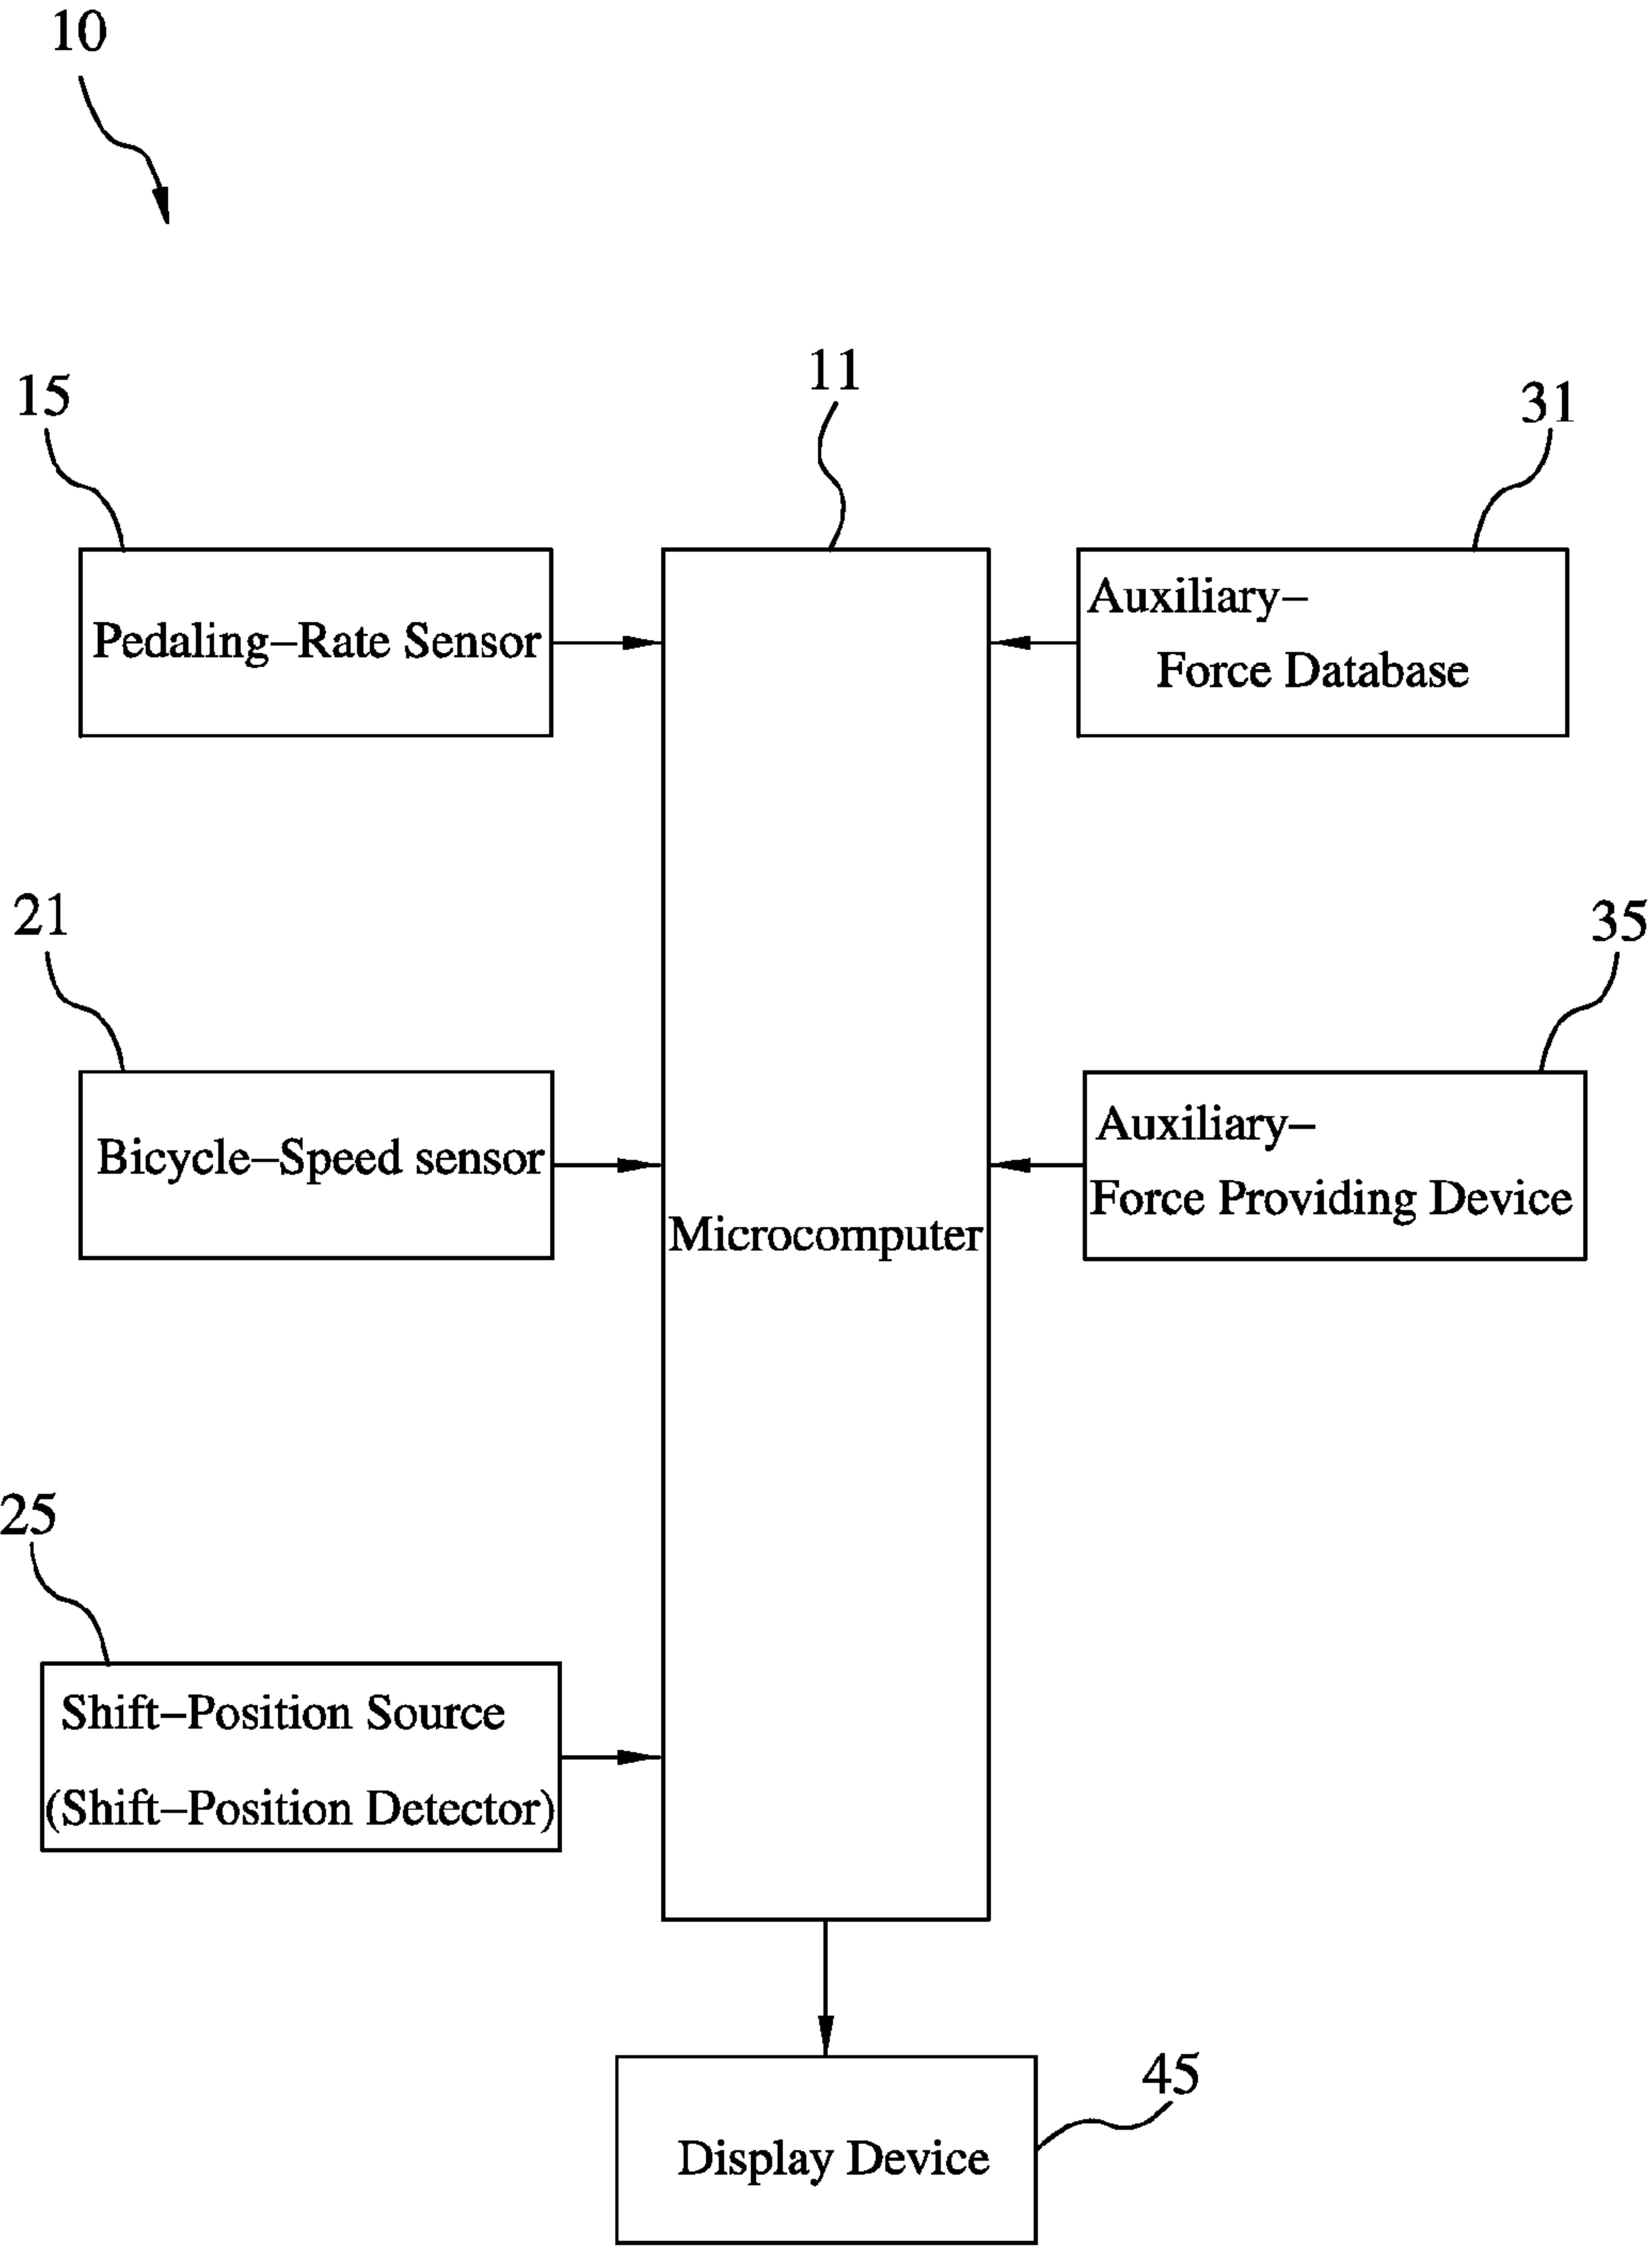 10
15
11
31
Pedaling–Rate Sensor
Auxiliary–
Force Database
21
35
Bicycle–Speed sensor
Microcomputer
Auxiliary–
Force Providing Device
25
Shift–Position Source
(Shift–Position Detector)
45
Display Device